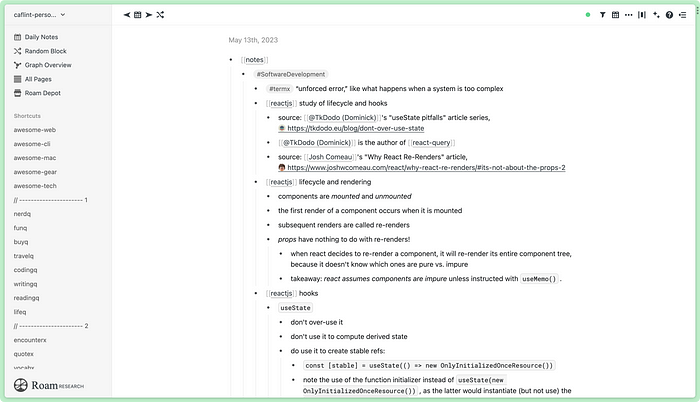 caflint-perso...
Daily Notes
Random Block
Graph Overview
All Pages
Roam Depot
Shortcuts
awesome-web
awesome-cli
awesome-mac
awesome-gear
awesome-tech
// ---------------------- 1
nerdq
funq
buyq
travelq
codingq
writingq
readingq
lifeq
// ---------------------- 2
encounterx
quotex
vocabx
Roam RESEARCH
May 13th, 2023
[[notes]]
#SoftwareDevelopment
#termx "unforced error," like what happens when a system is too complex
[[reactjs]] study of lifecycle and hooks
source: [[@TkDodo (Dominick)]]'s "useState pitfalls" article series,
https://tkdodo.eu/blog/dont-over-use-state
[[@TkDodo (Dominick)]] is the author of [[react-query]]
source: [[Josh Comeau]]'s "Why React Re-Renders" article,
https://www.joshwcomeau.com/react/why-react-re-renders/#its-not-about-the-props-2
[[reactjs]] lifecycle and rendering
components are mounted and unmounted
the first render of a component occurs when it is mounted
subsequent renders are called re-renders
props have nothing to do with re-renders!
when react decides to re-render a component, it will re-render its entire component tree,
because it doesn't know which ones are pure vs. impure
takeaway: react assumes components are impure unless instructed with useMemo() .
[[reactjs]] hooks
useState
don't over-use it
don't use it to compute derived state
do use it to create stable refs:
const [stable] = useState(() => new OnlyInitializedOnceResource())
note the use of the function initializer instead of useState(new
OnlyInitializedOnceResource()) , as the latter would instantiate (but not use) the